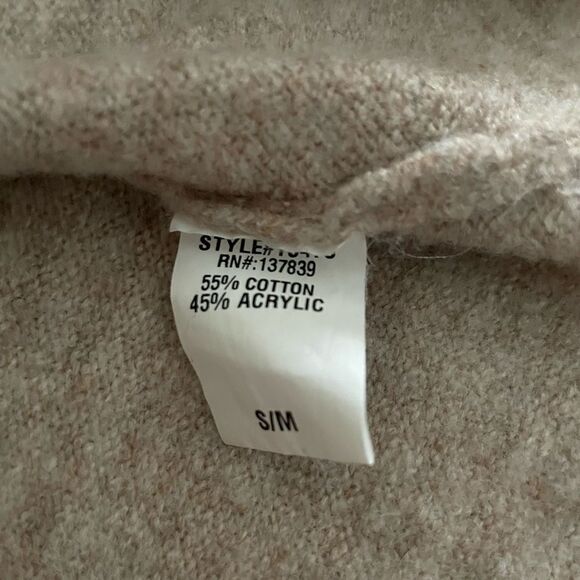 STYLE#
RN#:137839
55% COTTON
45% ACRYLIC
S/M